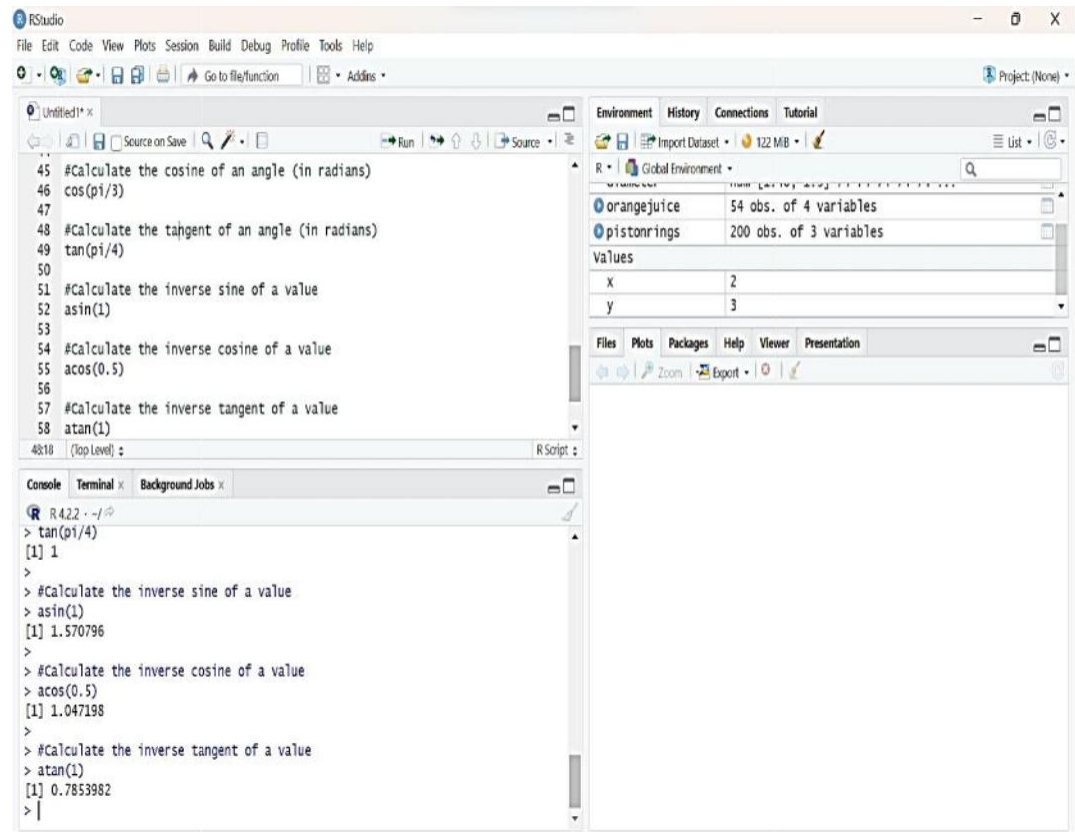 RStudio
File Edit Code View Plots Session Build Debug Profile Tools Help
Go to file/function Addins
Project: (None)
Untitled1* ×
Source on Save Run Source
45 #Calculate the cosine of an angle (in radians)
46 cos(pi/3)
47
48 #Calculate the tangent of an angle (in radians)
49 tan(pi/4)
50
51 #Calculate the inverse sine of a value
52 asin(1)
53
54 #Calculate the inverse cosine of a value
55 acos(0.5)
56
57 #Calculate the inverse tangent of a value
58 atan(1)
48:18 (Top Level) R Script
Console Terminal × Background Jobs ×
R 4.2.2 · ~/
> tan(pi/4)
[1] 1
>
> #Calculate the inverse sine of a value
> asin(1)
[1] 1.570796
>
> #Calculate the inverse cosine of a value
> acos(0.5)
[1] 1.047198
>
> #Calculate the inverse tangent of a value
> atan(1)
[1] 0.7853982
>
Environment History Connections Tutorial
Import Dataset 122 MB List
R Global Environment
orangejuice 54 obs. of 4 variables
pistonrings 200 obs. of 3 variables
Values
x 2
y 3
Files Plots Packages Help Viewer Presentation
Zoom Export